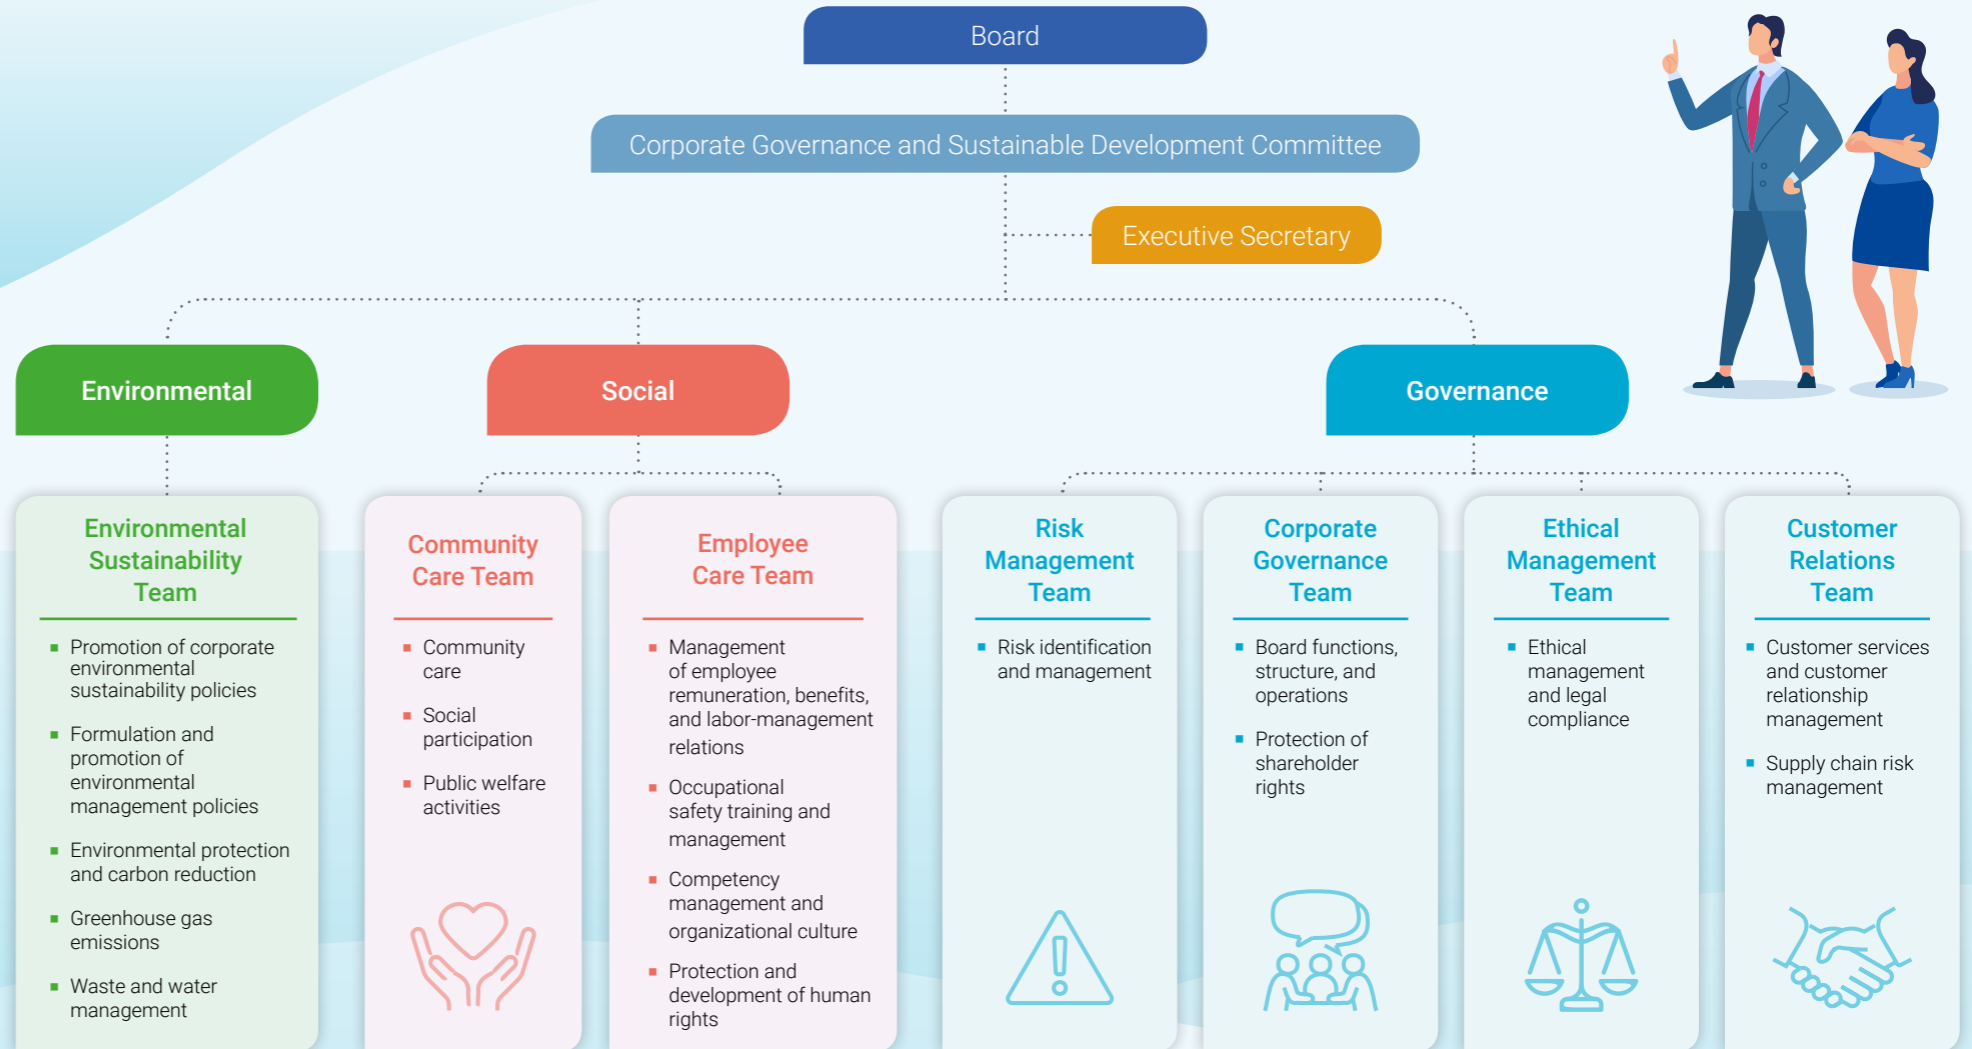 Board
Corporate Governance and Sustainable Development Committee
Executive Secretary
Environmental
Social
Governance
Environmental
Sustainability
Team
Promotion of corporate
environmental
sustainability policies
Formulation and
promotion of
environmental
management policies
Environmental protection
and carbon reduction
Greenhouse gas
emissions
Waste and water
management
Community
Care Team
Community
care
Social
participation
Public welfare
activities
Employee
Care Team
Management
of employee
remuneration, benefits,
and labor-management
relations
Occupational
safety training and
management
Competency
management and
organizational culture
Protection and
development of human
rights
Risk
Management
Team
Risk identification
and management
Corporate
Governance
Team
Board functions,
structure, and
operations
Protection of
shareholder
rights
Ethical
Management
Team
Ethical
management
and legal
compliance
Customer
Relations
Team
Customer services
and customer
relationship
management
Supply chain risk
management